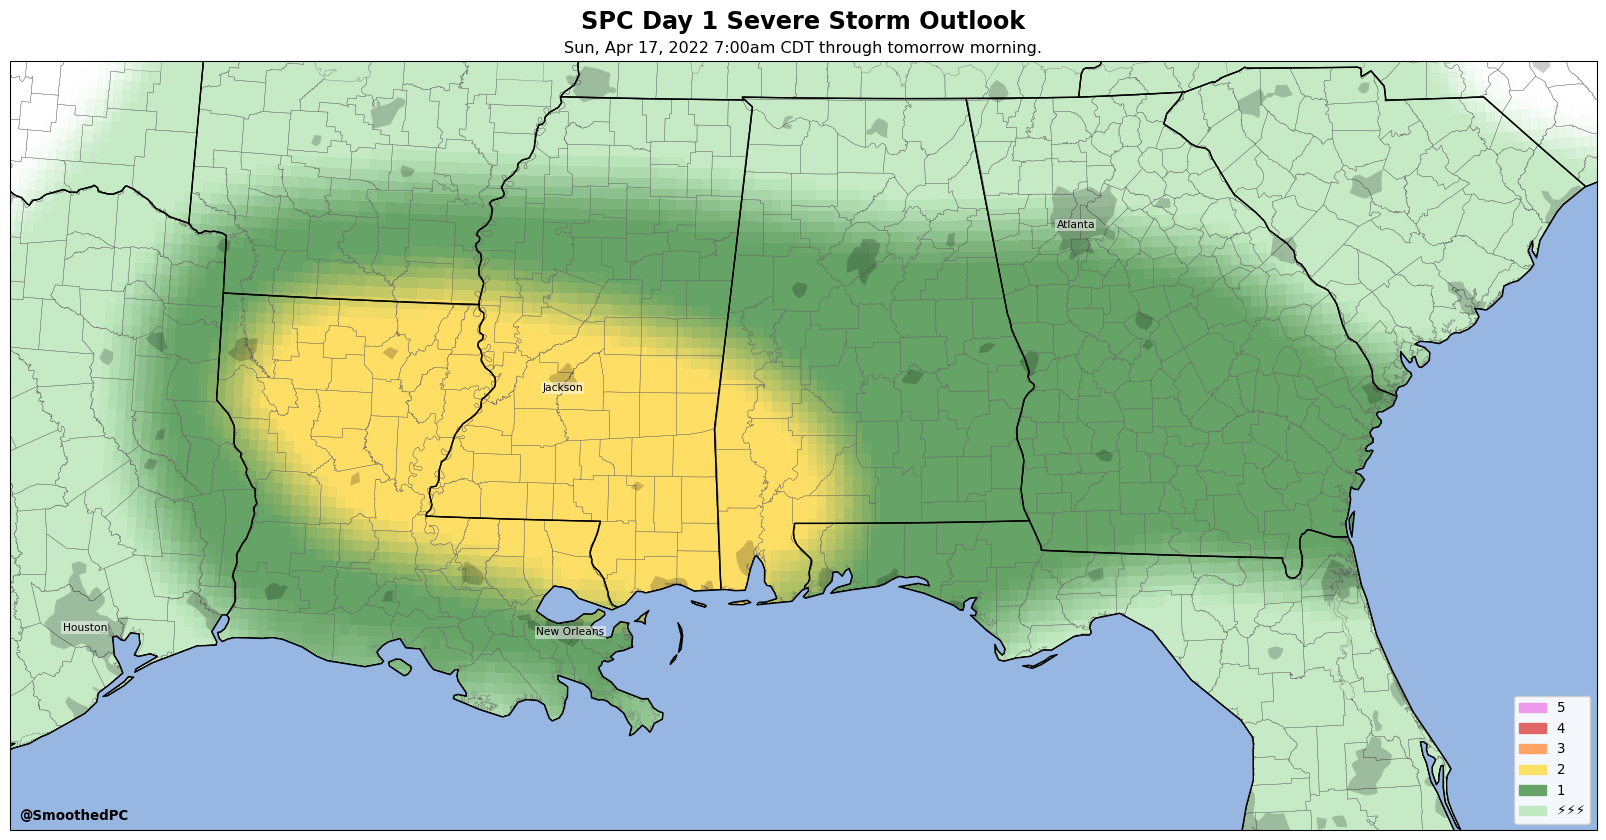 SPC Day 1 Severe Storm Outlook
Sun, Apr 17, 2022 7:00am CDT through tomorrow morning.
Atlanta
Jackson
Houston
New Orleans
5
4
3
2
1
⚡⚡⚡
@SmoothedPC